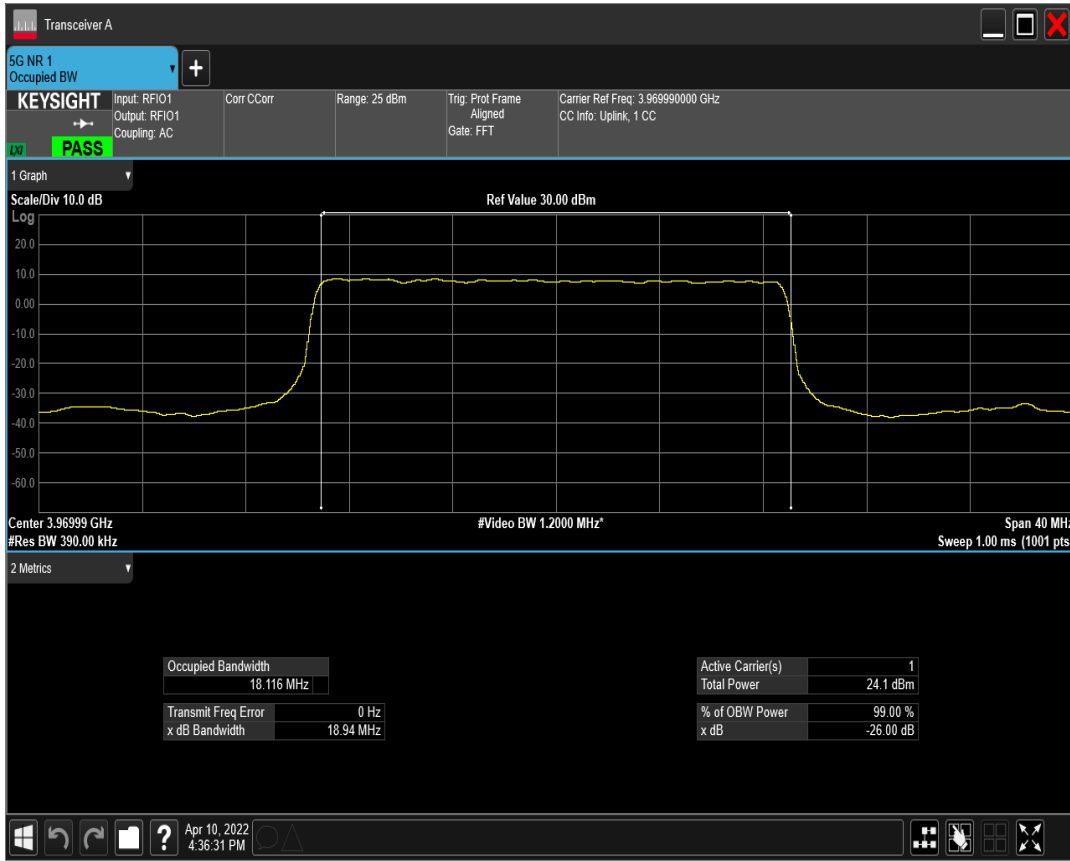 Transceiver A
5G NR 1
Occupied BW
+
KEYSIGHT
LXI
PASS
Input: RFIO1
Output: RFIO1
Coupling: AC
Corr CCorr
Range: 25 dBm
Trig: Prot Frame
Aligned
Gate: FFT
Carrier Ref Freq: 3.969990000 GHz
CC Info: Uplink, 1 CC
1 Graph
Scale/Div 10.0 dB
Ref Value 30.00 dBm
Log
20.0
10.0
0.00
-10.0
-20.0
-30.0
-40.0
-50.0
-60.0
Center 3.96999 GHz
#Video BW 1.2000 MHz*
Span 40 MHz
#Res BW 390.00 kHz
Sweep 1.00 ms (1001 pts
2 Metrics
Occupied Bandwidth
18.116 MHz
Transmit Freq Error 0 Hz
x dB Bandwidth 18.94 MHz
Active Carrier(s) 1
Total Power 24.1 dBm
% of OBW Power 99.00 %
x dB -26.00 dB
?
Apr 10, 2022
4:36:31 PM